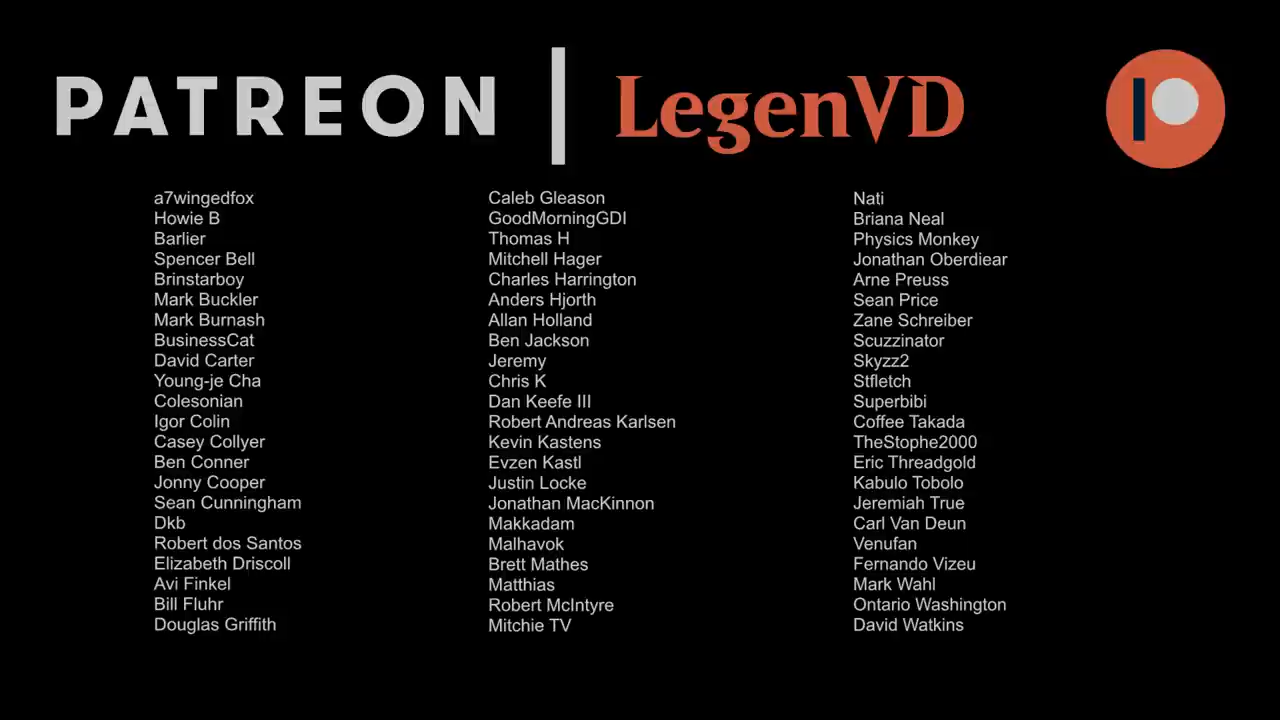 PATREON | LegenVD
a7wingedfox
Howie B
Barlier
Spencer Bell
Brinstarboy
Mark Buckler
Mark Burnash
BusinessCat
David Carter
Young-je Cha
Colesonian
Igor Colin
Casey Collyer
Ben Conner
Jonny Cooper
Sean Cunningham
Dkb
Robert dos Santos
Elizabeth Driscoll
Avi Finkel
Bill Fluhr
Douglas Griffith
Caleb Gleason
GoodMorningGDI
Thomas H
Mitchell Hager
Charles Harrington
Anders Hjorth
Allan Holland
Ben Jackson
Jeremy
Chris K
Dan Keefe III
Robert Andreas Karlsen
Kevin Kastens
Evzen Kastl
Justin Locke
Jonathan MacKinnon
Makkadam
Malhavok
Brett Mathes
Matthias
Robert McIntyre
Mitchie TV
Nati
Briana Neal
Physics Monkey
Jonathan Oberdiear
Arne Preuss
Sean Price
Zane Schreiber
Scuzzinator
Skyzz2
Stfletch
Superbibi
Coffee Takada
TheStophe2000
Eric Threadgold
Kabulo Tobolo
Jeremiah True
Carl Van Deun
Venufan
Fernando Vizeu
Mark Wahl
Ontario Washington
David Watkins